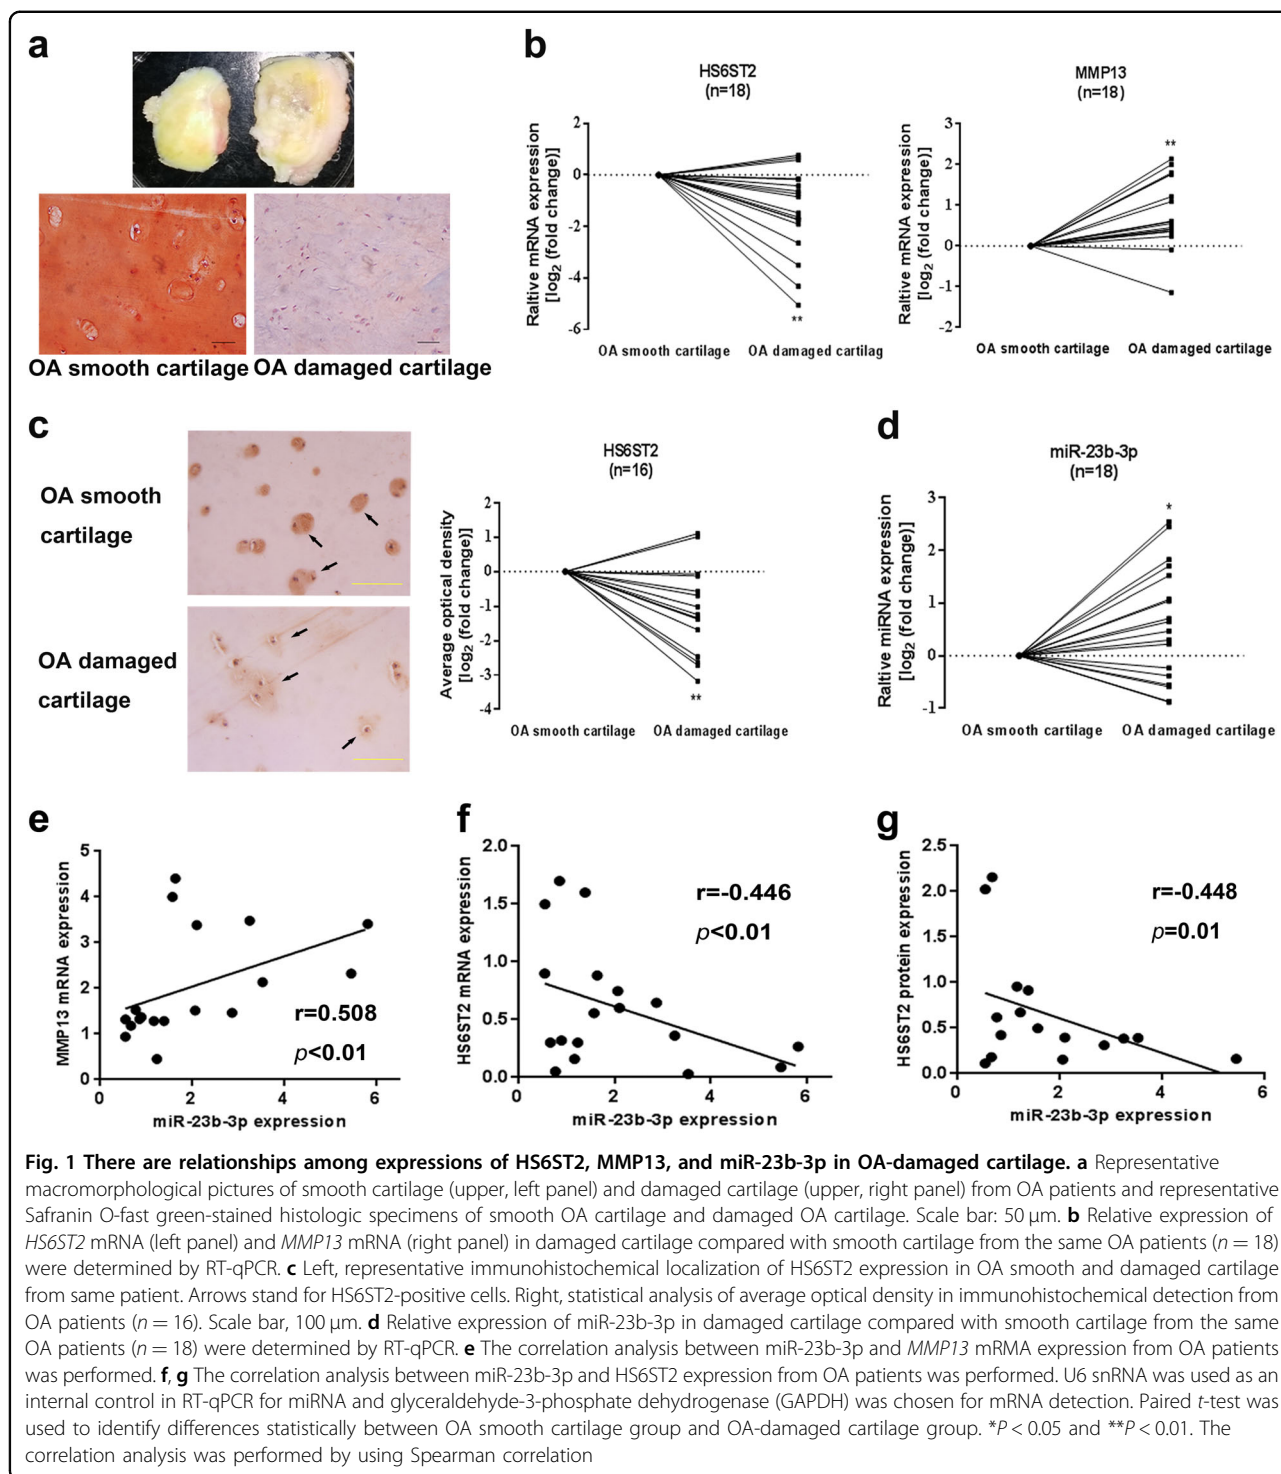 a
OA smooth cartilage OA damaged cartilage
b
HS6ST2
(n=18)
Raltive mRNA expression
[log2 (fold change)]
2
0
-2
-4
-6
**
OA smooth cartilage
OA damaged cartilag
MMP13
(n=18)
Raltive mRNA expression
[log2 (fold change)]
3
2
1
0
-1
-2
**
OA smooth cartilage
OA damaged cartilage
c
OA smooth
cartilage
OA damaged
cartilage
HS6ST2
(n=16)
Average optical density
[log2 (fold change)]
2
1
0
-1
-2
-3
-4
**
OA smooth cartilage
OA damaged cartilage
d
miR-23b-3p
(n=18)
Raltive miRNA expression
[log2 (fold change)]
3
2
1
0
-1
*
OA smooth cartilage
OA damaged cartilage
e
MMP13 mRNA expression
5
4
3
2
1
0
r=0.508
p<0.01
0
2
4
6
miR-23b-3p expression
f
HS6ST2 mRNA expression
2.0
1.5
1.0
0.5
0.0
r=-0.446
p<0.01
0
2
4
6
miR-23b-3p expression
g
HS6ST2 protein expression
2.5
2.0
1.5
1.0
0.5
0.0
r=-0.448
p=0.01
0
2
4
6
miR-23b-3p expression
Fig. 1 There are relationships among expressions of HS6ST2, MMP13, and miR-23b-3p in OA-damaged cartilage. a Representative
macromorphological pictures of smooth cartilage (upper, left panel) and damaged cartilage (upper, right panel) from OA patients and representative
Safranin O-fast green-stained histologic specimens of smooth OA cartilage and damaged OA cartilage. Scale bar: 50 µm. b Relative expression of
HS6ST2 mRNA (left panel) and MMP13 mRNA (right panel) in damaged cartilage compared with smooth cartilage from the same OA patients (n = 18)
were determined by RT-qPCR. c Left, representative immunohistochemical localization of HS6ST2 expression in OA smooth and damaged cartilage
from same patient. Arrows stand for HS6ST2-positive cells. Right, statistical analysis of average optical density in immunohistochemical detection from
OA patients (n = 16). Scale bar, 100 µm. d Relative expression of miR-23b-3p in damaged cartilage compared with smooth cartilage from the same
OA patients (n = 18) were determined by RT-qPCR. e The correlation analysis between miR-23b-3p and MMP13 mRMA expression from OA patients
was performed. f, g The correlation analysis between miR-23b-3p and HS6ST2 expression from OA patients was performed. U6 snRNA was used as an
internal control in RT-qPCR for miRNA and glyceraldehyde-3-phosphate dehydrogenase (GAPDH) was chosen for mRNA detection. Paired t-test was
used to identify differences statistically between OA smooth cartilage group and OA-damaged cartilage group. *P < 0.05 and **P < 0.01. The
correlation analysis was performed by using Spearman correlation